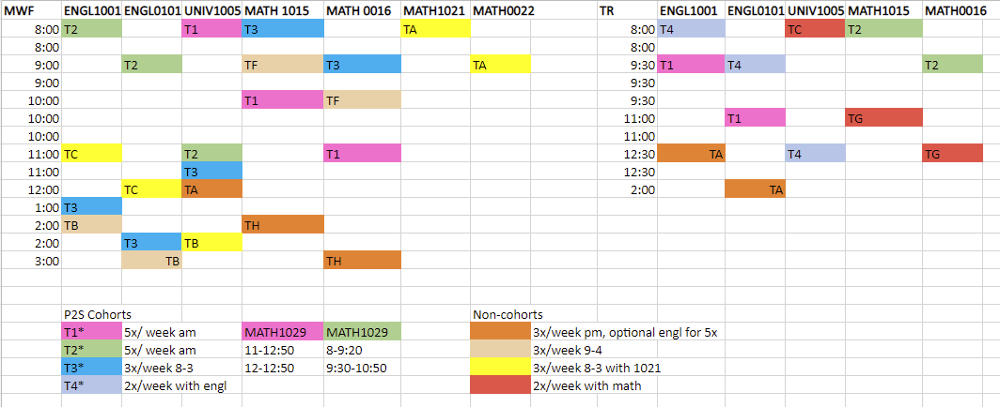 MWF ENGL1001 ENGL0101 UNIV1005 MATH 1015 MATH 0016 MATH1021 MATH0022 TR ENGL1001 ENGL0101 UNIV1005 MATH1015 MATH0016
8:00 T2 T1 T3 TA 8:00 T4 TC T2
8:00 8:00
9:00 T2 TF T3 TA 9:30 T1 T4 T2
9:00 9:30
10:00 T1 TF 9:30
10:00 11:00 T1 TG
10:00 11:00
11:00 TC T2 T1 12:30 TA T4 TG
11:00 T3 12:30
12:00 TC TA 2:00 TA
1:00 T3
2:00 TB TH
2:00 T3 TB
3:00 TB TH
P2S Cohorts Non-cohorts
T1* 5x/ week am MATH1029 MATH1029 3x/week pm, optional engl for 5x
T2* 5x/ week am 11-12:50 8-9:20 3x/week 9-4
T3* 3x/week 8-3 12-12:50 9:30-10:50 3x/week 8-3 with 1021
T4* 2x/week with engl 2x/week with math